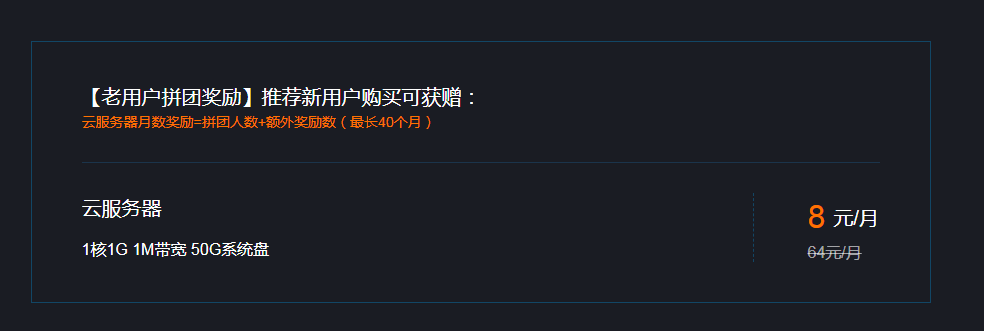 【老用户拼团奖励】推荐新用户购买可获赠：
云服务器月数奖励=拼团人数+额外奖励数（最长40个月）
云服务器
1核1G 1M带宽 50G系统盘
8 元/月
64元/月